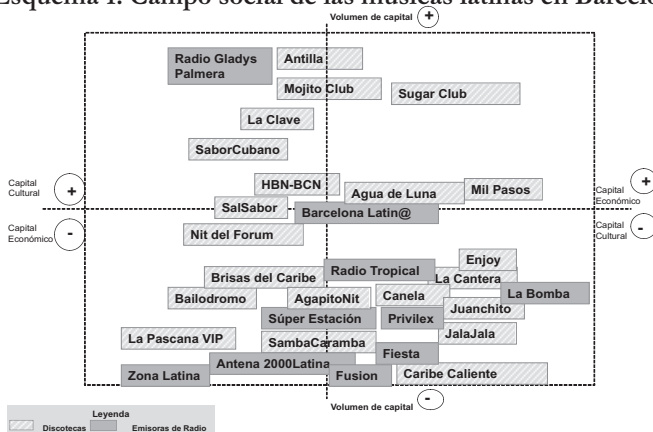 Esquema 1. Campo social de las músicas latinas en Barcelo
Volumen de capital +
Radio Gladys
Palmera
Antilla
Mojito Club
Sugar Club
La Clave
SaborCubano
Capital
Cultural
+
HBN-BCN
Agua de Luna
Mil Pasos
+
Capital
Económico
SalSabor
Barcelona Latin@
Capital
Económico
-
Nit del Forum
Capital
Cultural
-
Enjoy
Brisas del Caribe
Radio Tropical
La Cantera
Bailodromo
AgapitoNit
Canela
La Bomba
Juanchito
Súper Estación
Privilex
La Pascana VIP
SambaCaramba
JalaJala
Antena 2000Latina
Fiesta
Zona Latina
Fusion
Caribe Caliente
Volumen de capital -
Leyenda
Discotecas
Emisoras de Radio